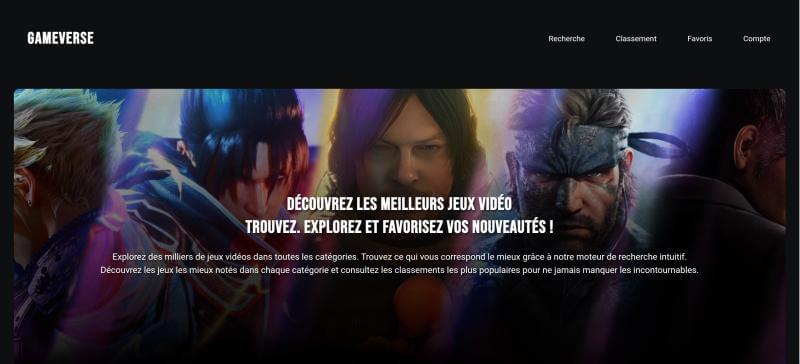 GAMEVERSE
Recherche
Classement
Favoris
Compte
DÉCOUVREZ LES MEILLEURS JEUX VIDÉO
TROUVEZ. EXPLOREZ ET FAVORISEZ VOS NOUVEAUTÉS !
Explorez des milliers de jeux vidéos dans toutes les catégories. Trouvez ce qui vous correspond le mieux grâce à notre moteur de recherche intuitif.
Découvrez les jeux les mieux notés dans chaque catégorie et consultez les classements les plus populaires pour ne jamais manquer les incontournables.